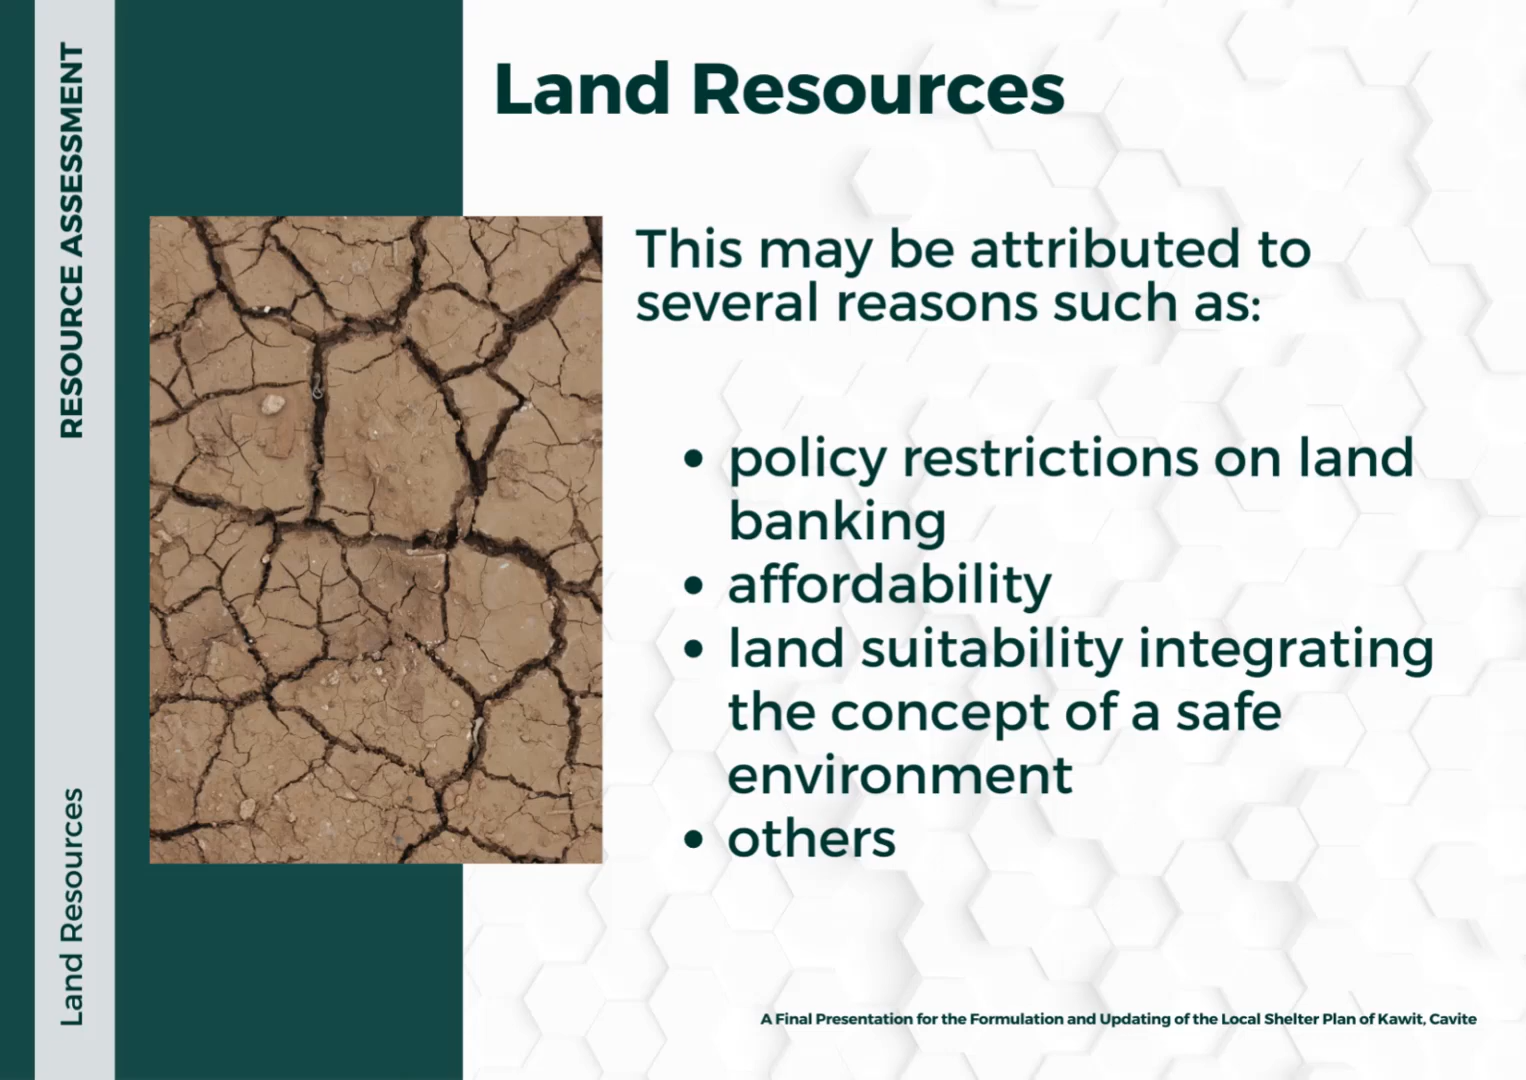 RESOURCE ASSESSMENT
Land Resources
Land Resources
This may be attributed to
several reasons such as:
• policy restrictions on land
banking
• affordability
• land suitability integrating
the concept of a safe
environment
• others
A Final Presentation for the Formulation and Updating of the Local Shelter Plan of Kawit, Cavite